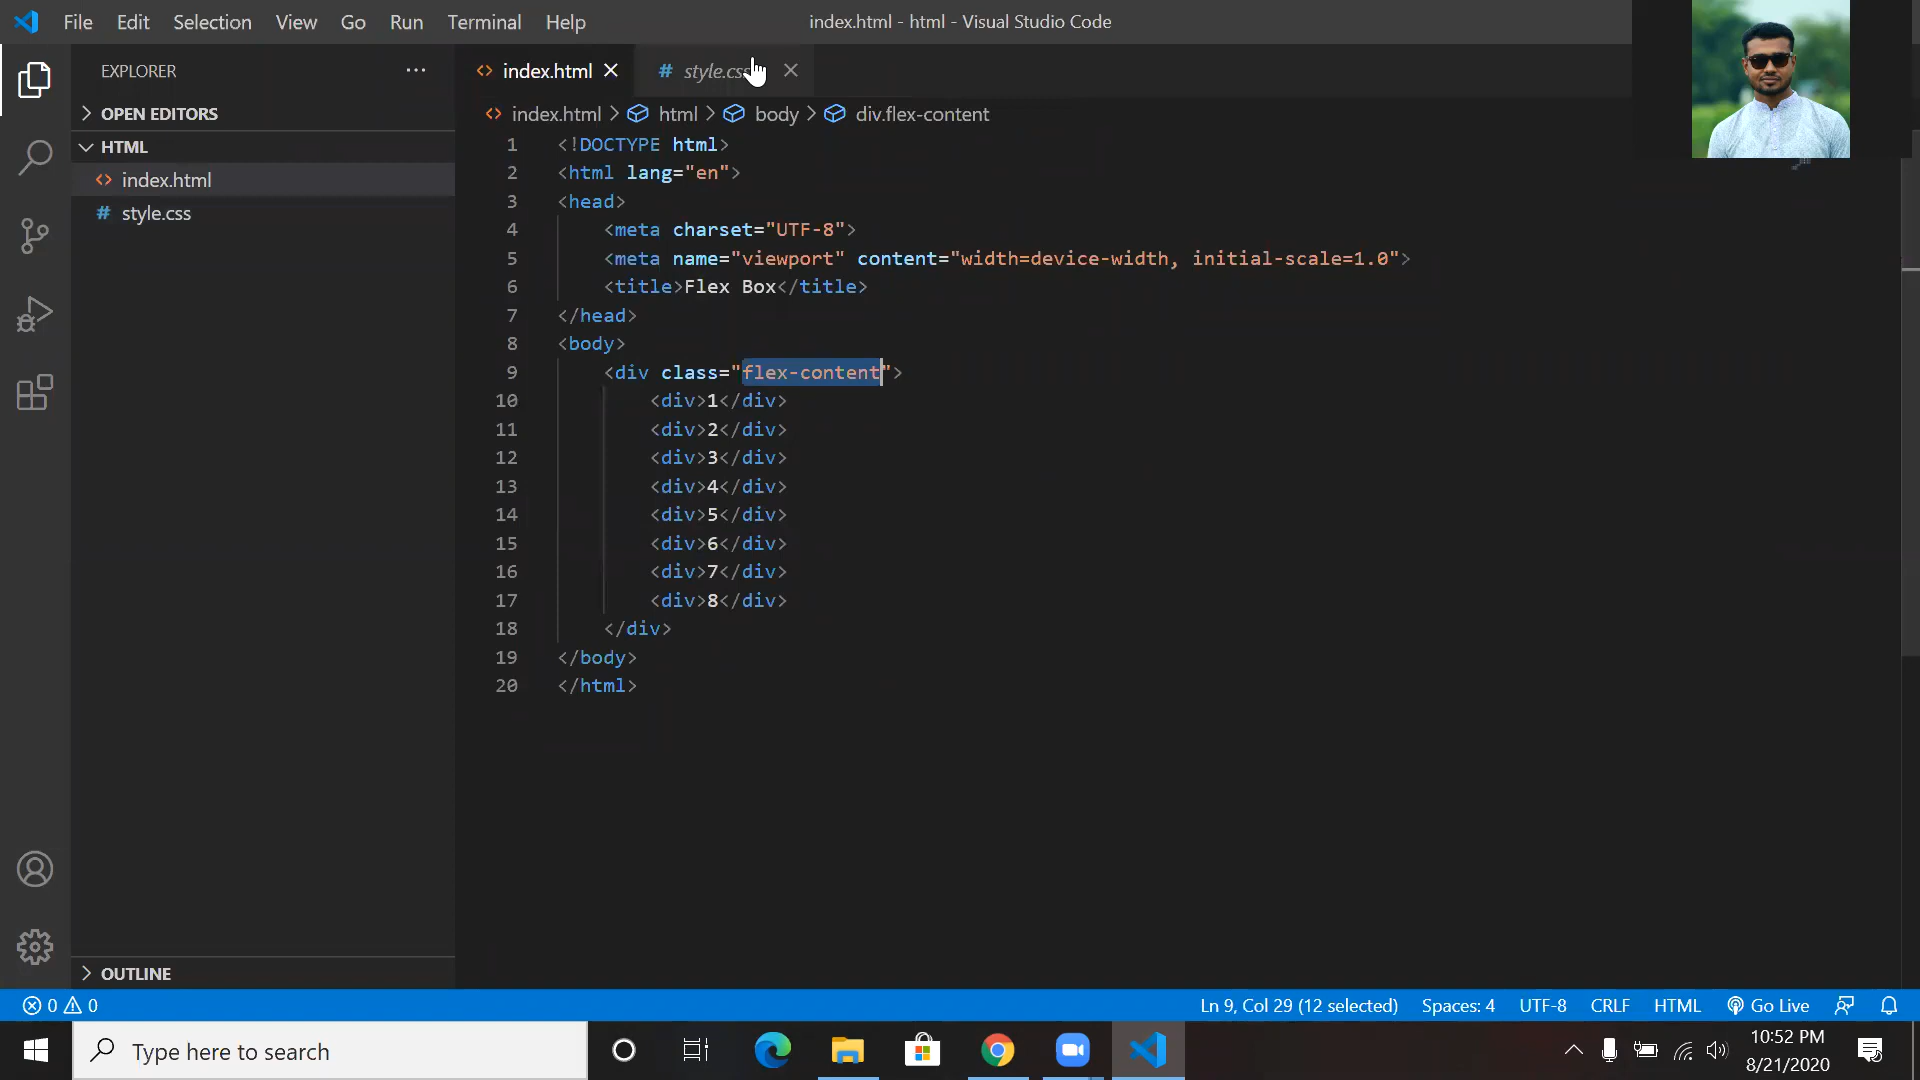 File Edit Selection View Go Run Terminal Help
index.html - html - Visual Studio Code
EXPLORER
OPEN EDITORS
HTML
index.html
# style.css
OUTLINE
index.html
# style.css
index.html > html > body > div.flex-content
1 <!DOCTYPE html>
2 <html lang="en">
3 <head>
4 <meta charset="UTF-8">
5 <meta name="viewport" content="width=device-width, initial-scale=1.0">
6 <title>Flex Box</title>
7 </head>
8 <body>
9 <div class="flex-content">
10 <div>1</div>
11 <div>2</div>
12 <div>3</div>
13 <div>4</div>
14 <div>5</div>
15 <div>6</div>
16 <div>7</div>
17 <div>8</div>
18 </div>
19 </body>
20 </html>
0 0
Ln 9, Col 29 (12 selected) Spaces: 4 UTF-8 CRLF HTML Go Live
Type here to search
10:52 PM
8/21/2020